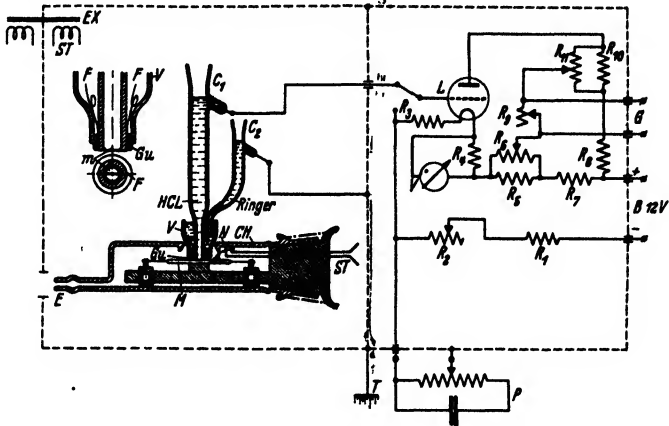 EX
ST
F F V
C₁
C₂
m
Gu
F
HCL
Ringer
V
N CH
Gu
ST
M
E
T
L
R₃
R₄
R₅
R₆
R₇
R₈
R₉
R₁₁
R₁₀
G
+
B 12V
-
R₂
R₁
P